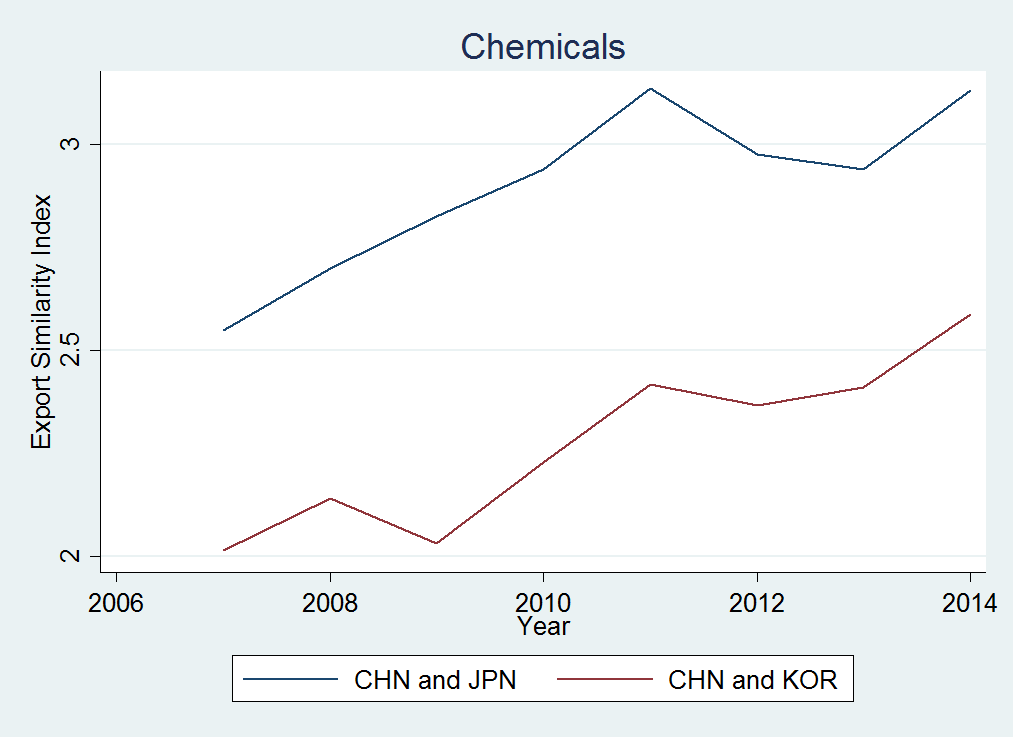 Chemicals
Export Similarity Index
3
2.5
2
2006 2008 2010 2012 2014
Year
CHN and JPN CHN and KOR